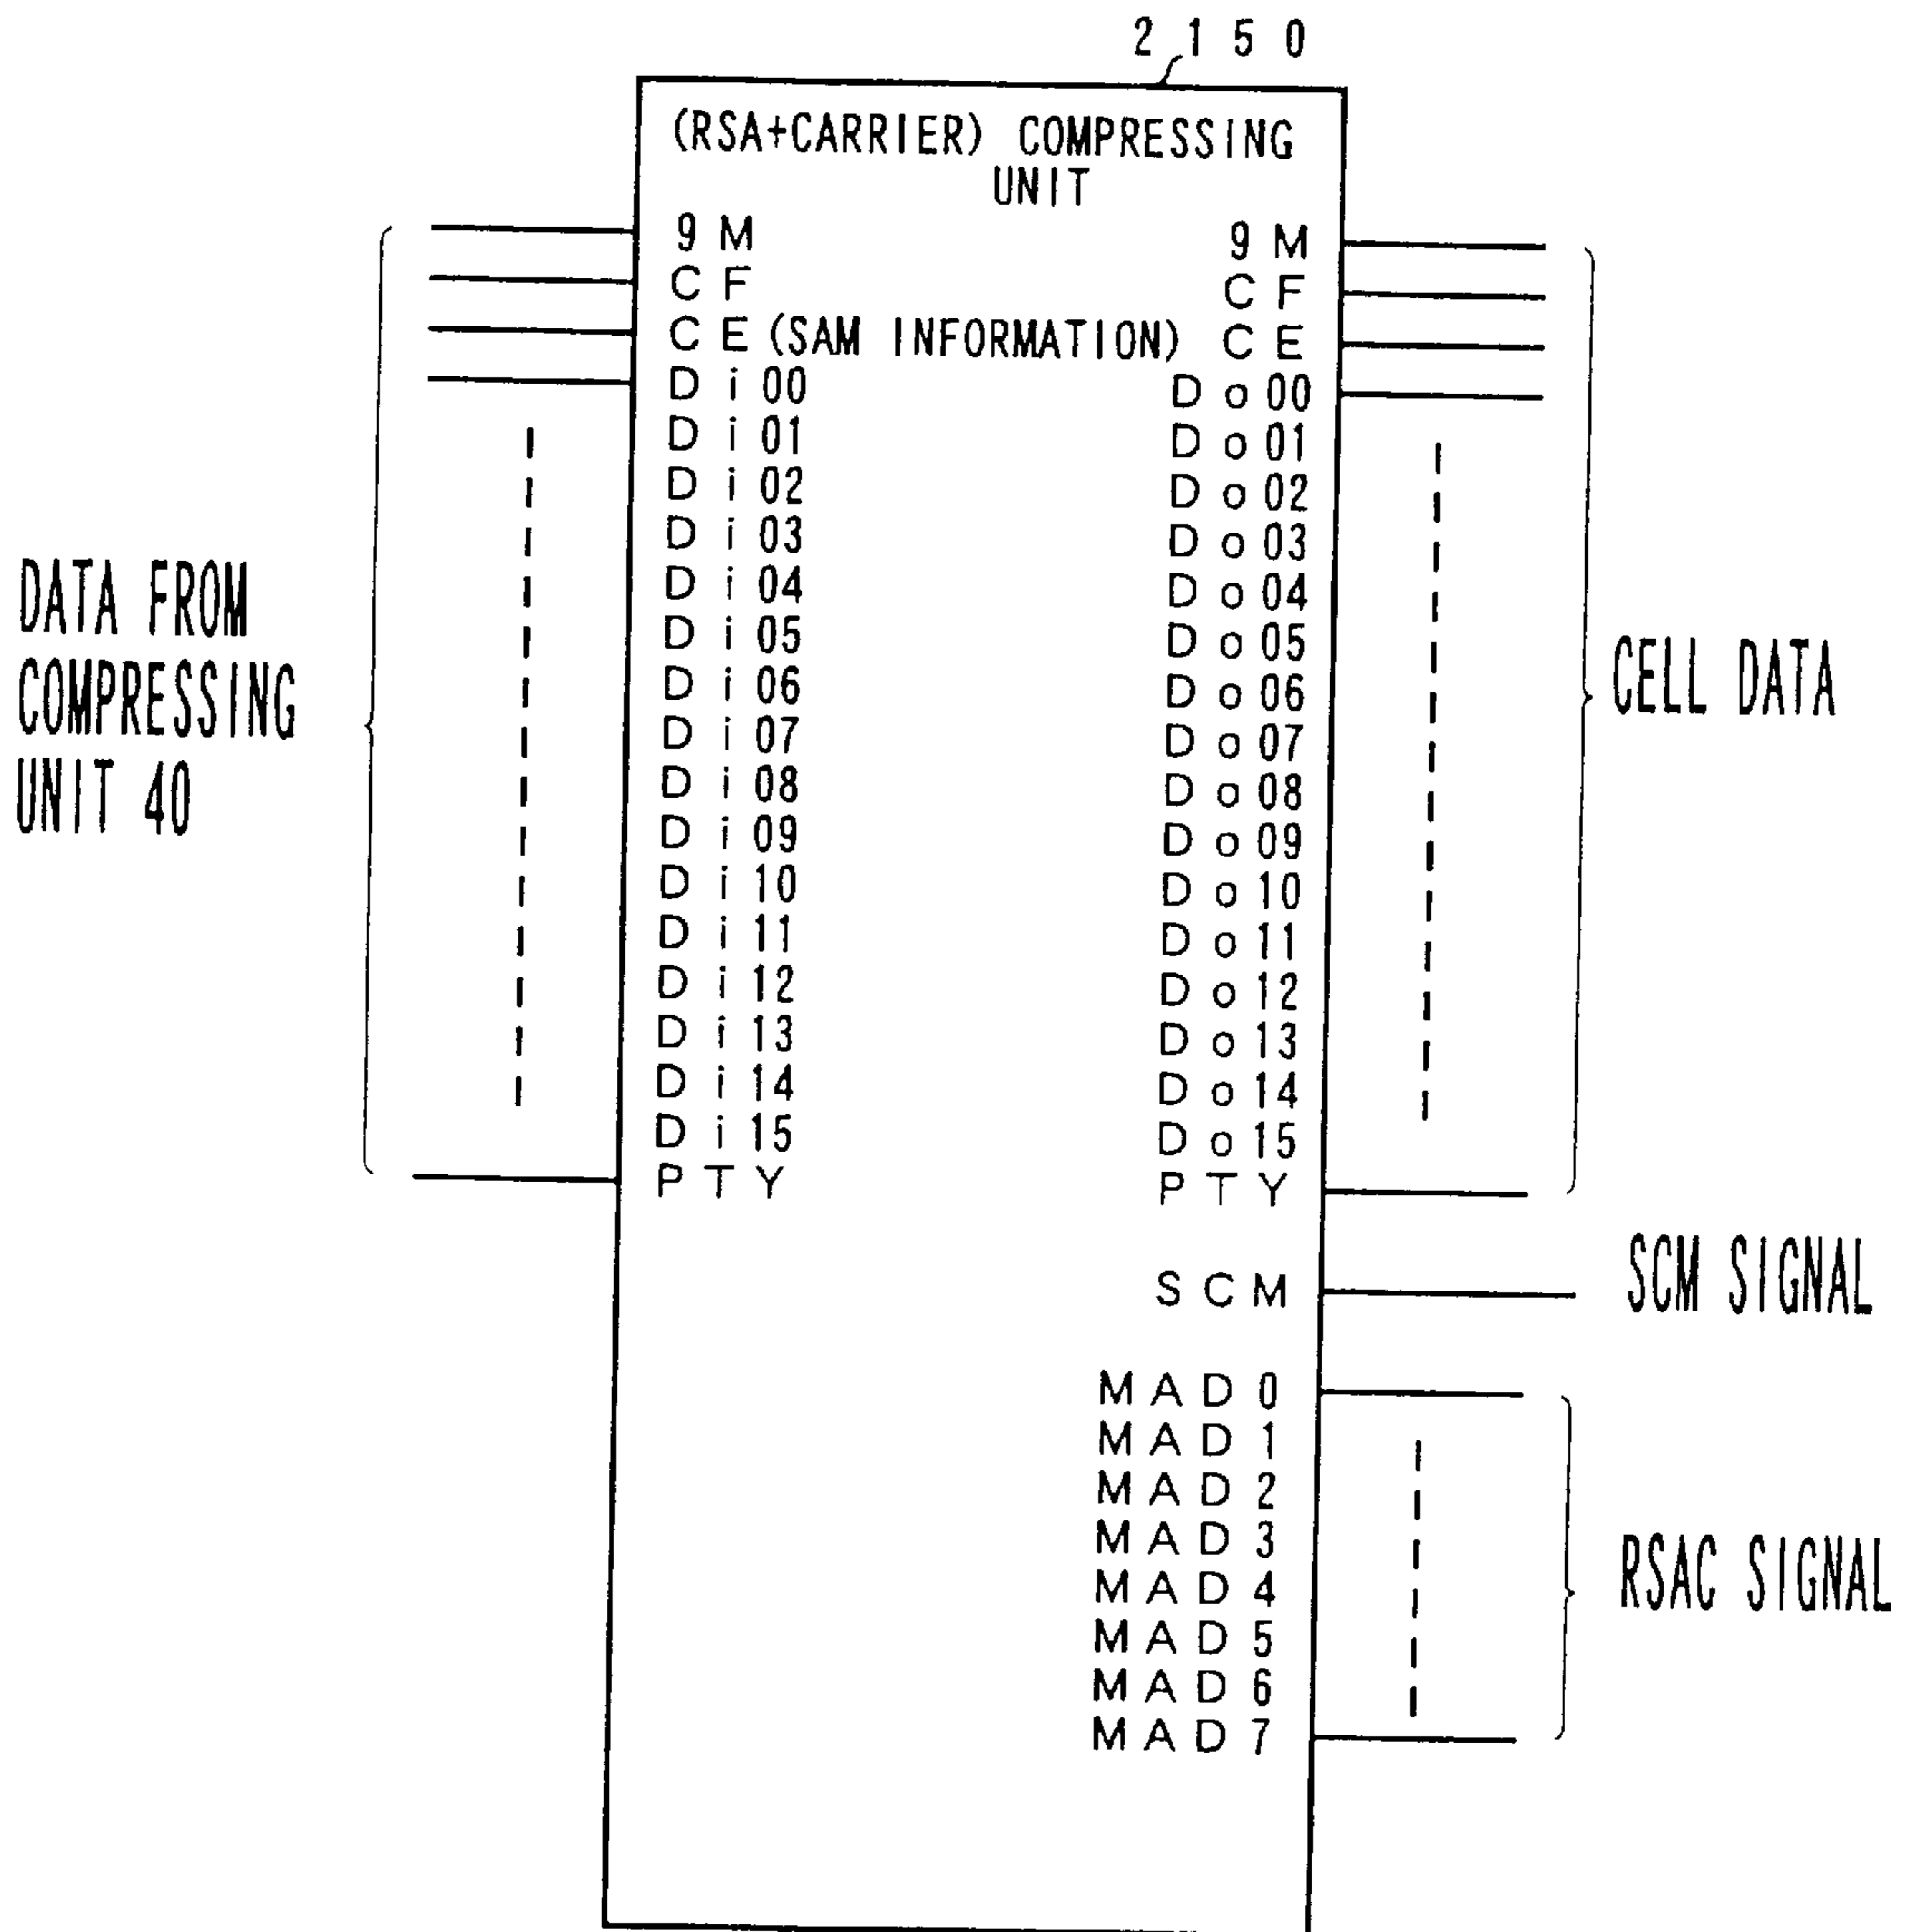 2150
(RSA+CARRIER) COMPRESSING
UNIT
9M 9M
CF CF
CE (SAM INFORMATION) CE
Di00 Do00
Di01 Do01
Di02 Do02
Di03 Do03
Di04 Do04
Di05 Do05
Di06 Do06
Di07 Do07
Di08 Do08
Di09 Do09
Di10 Do10
Di11 Do11
Di12 Do12
Di13 Do13
Di14 Do14
Di15 Do15
PTY PTY
SCM
MAD0
MAD1
MAD2
MAD3
MAD4
MAD5
MAD6
MAD7
DATA FROM
COMPRESSING
UNIT 40
CELL DATA
SCM SIGNAL
RSAC SIGNAL